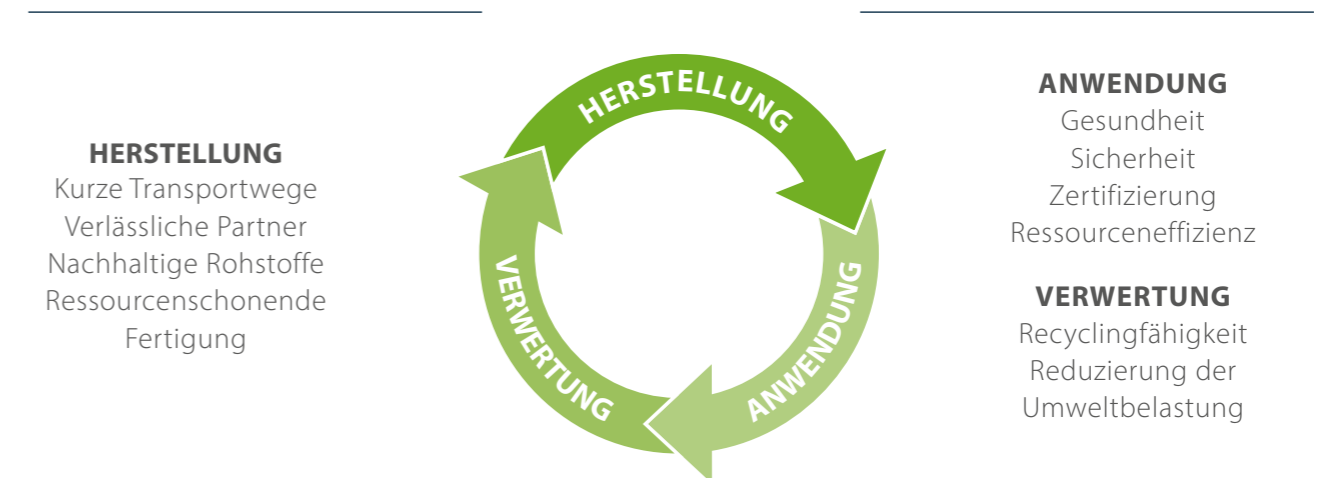 HERSTELLUNG
Kurze Transportwege
Verlässliche Partner
Nachhaltige Rohstoffe
Ressourcenschonende
Fertigung
HERSTELLUNG
ANWENDUNG
VERWERTUNG
ANWENDUNG
Gesundheit
Sicherheit
Zertifizierung
Ressourceneffizienz
VERWERTUNG
Recyclingfähigkeit
Reduzierung der
Umweltbelastung